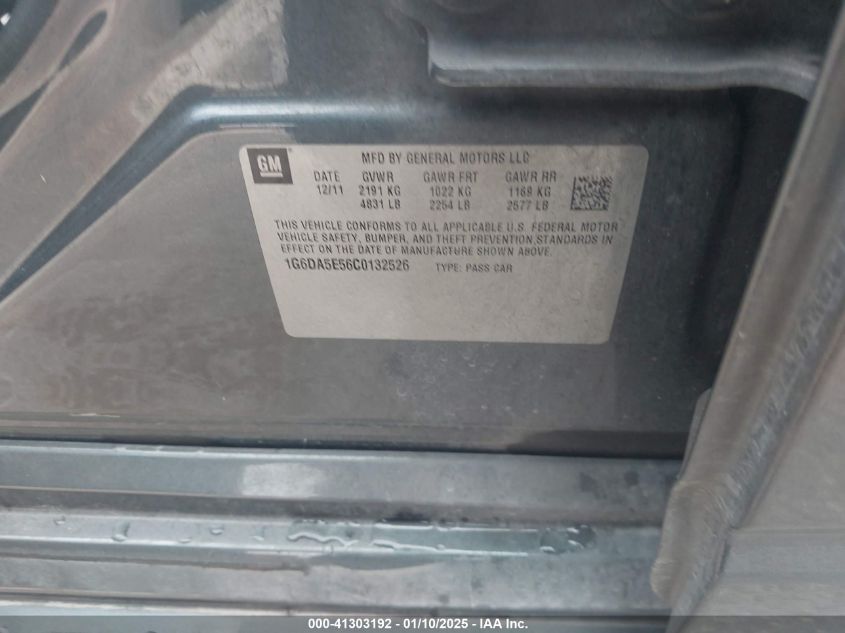 GM
MFD BY GENERAL MOTORS LLC
DATE GVWR GAWR FRT GAWR RR
12/11 2191 KG 1022 KG 1169 KG
4831 LB 2254 LB 2577 LB
THIS VEHICLE CONFORMS TO ALL APPLICABLE U.S. FEDERAL MOTOR
VEHICLE SAFETY, BUMPER, AND THEFT PREVENTION STANDARDS IN
EFFECT ON THE DATE OF MANUFACTURE SHOWN ABOVE.
1G6DA5E56C0132526 TYPE: PASS CAR
000-41303192 - 01/10/2025 - IAA Inc.